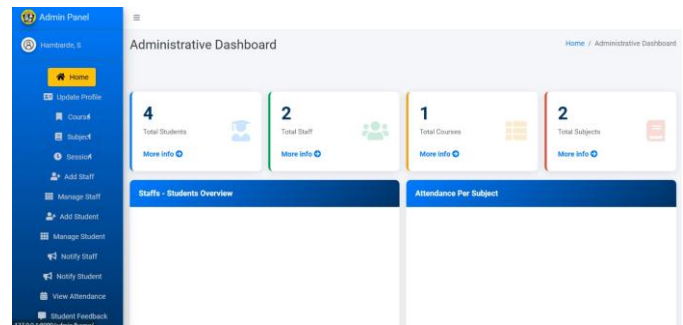 Admin Panel
Hambarde, S
Home
Update Profile
Course
Subject
Session
Add Staff
Manage Staff
Add Student
Manage Student
Notify Staff
Notify Student
View Attendance
Student Feedback
Administrative Dashboard
Home / Administrative Dashboard
4
Total Students
More info
2
Total Staff
More info
1
Total Courses
More info
2
Total Subjects
More info
Staffs - Students Overview
Attendance Per Subject